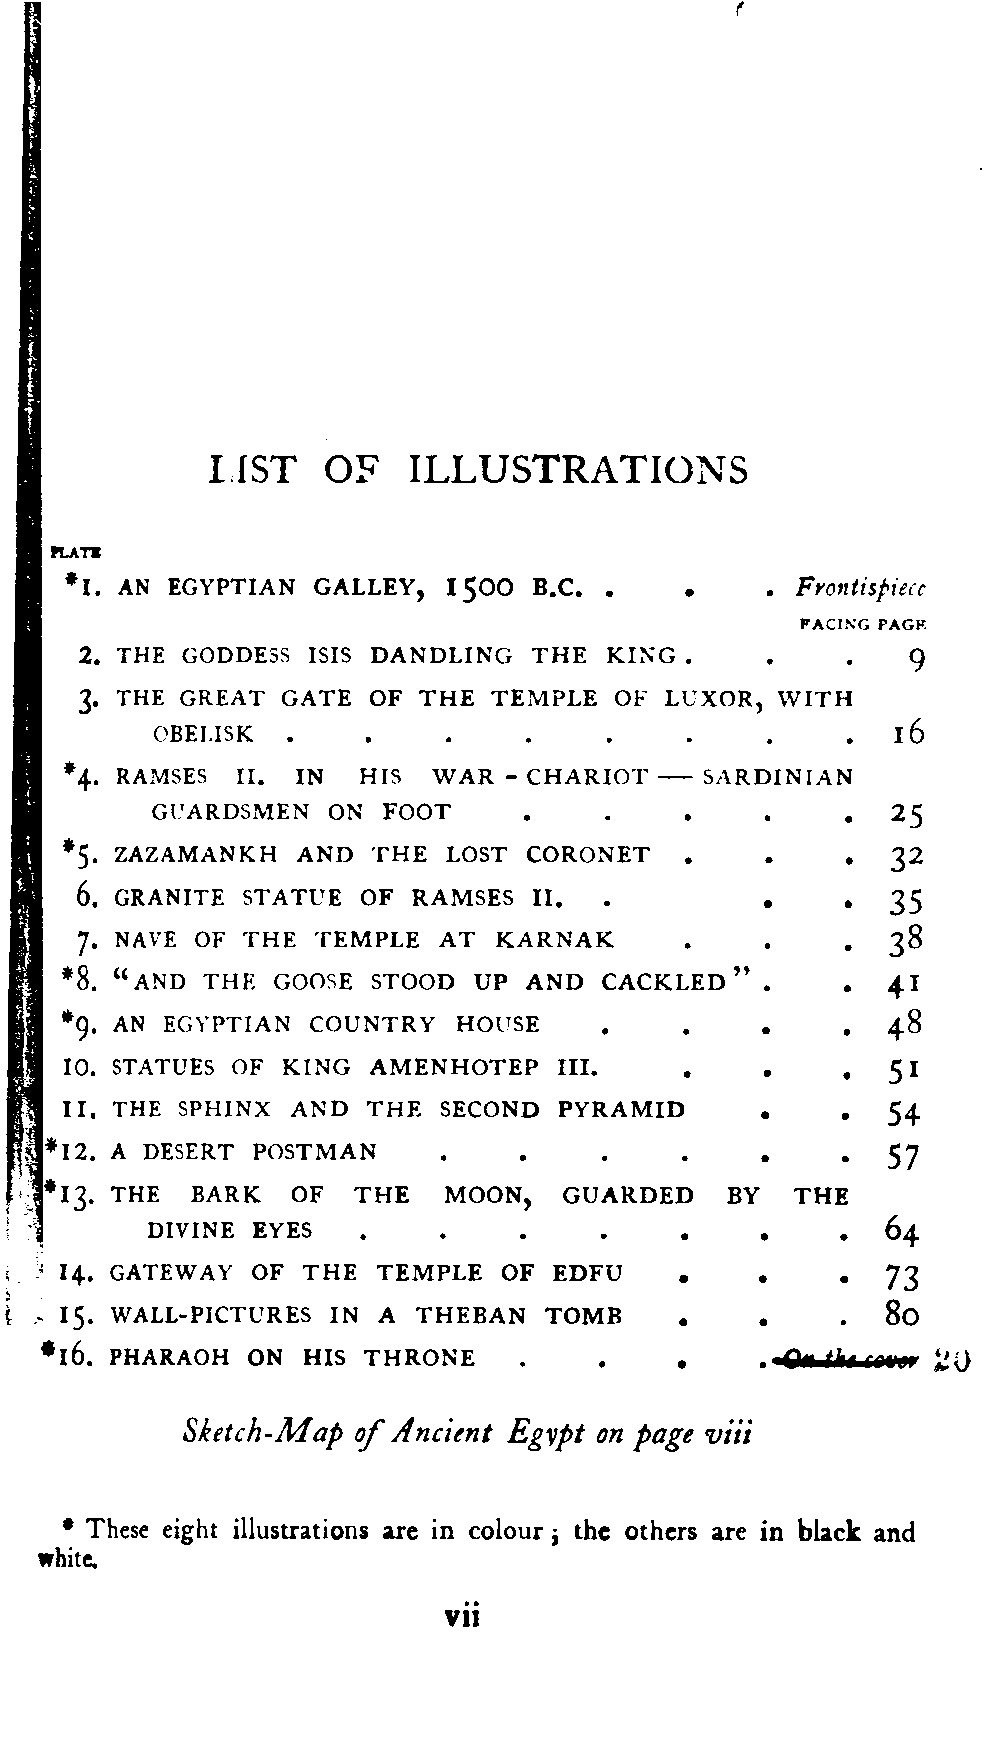 LIST OF ILLUSTRATIONS
PLATE
*1. AN EGYPTIAN GALLEY, 1500 B.C. . . . Frontispiece
FACING PAGE
2. THE GODDESS ISIS DANDLING THE KING . . . 9
3. THE GREAT GATE OF THE TEMPLE OF LUXOR, WITH
OBELISK . . . . . . . . 16
*4. RAMSES II. IN HIS WAR-CHARIOT — SARDINIAN
GUARDSMEN ON FOOT . . . . . 25
*5. ZAZAMANKH AND THE LOST CORONET . . . 32
6. GRANITE STATUE OF RAMSES II. . . . 35
7. NAVE OF THE TEMPLE AT KARNAK . . . 38
*8. “AND THE GOOSE STOOD UP AND CACKLED” . . 41
*9. AN EGYPTIAN COUNTRY HOUSE . . . . 48
10. STATUES OF KING AMENHOTEP III. . . . 51
11. THE SPHINX AND THE SECOND PYRAMID . . 54
*12. A DESERT POSTMAN . . . . . . 57
*13. THE BARK OF THE MOON, GUARDED BY THE
DIVINE EYES . . . . . . . 64
14. GATEWAY OF THE TEMPLE OF EDFU . . . 73
15. WALL-PICTURES IN A THEBAN TOMB . . . 80
*16. PHARAOH ON HIS THRONE . . . . On the cover 20
Sketch-Map of Ancient Egypt on page viii
* These eight illustrations are in colour; the others are in black and
white.
vii